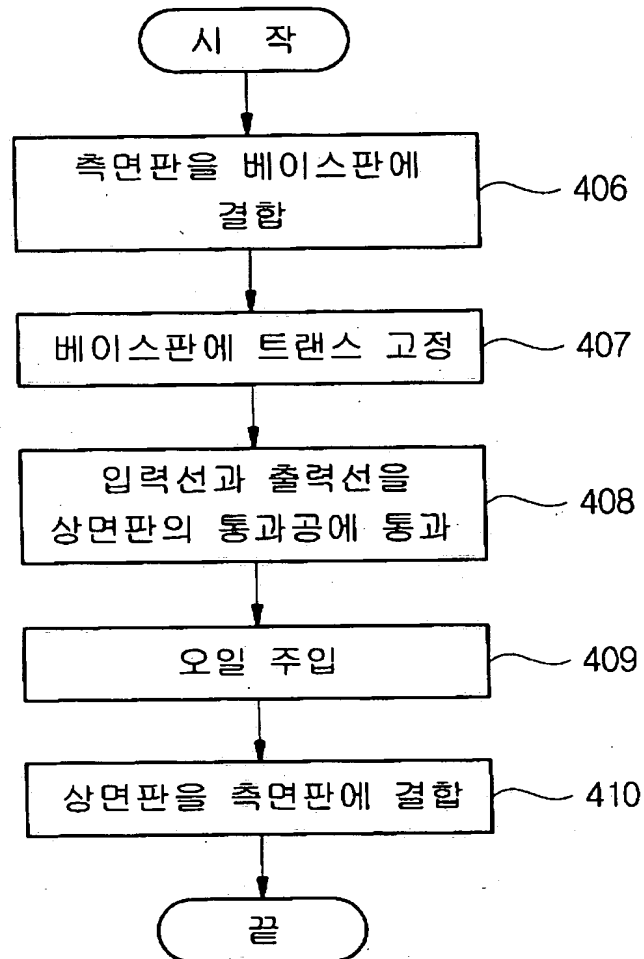 시 작
측면판을 베이스판에
결합
406
베이스판에 트랜스 고정
407
입력선과 출력선을
상면판의 통과공에 통과
408
오일 주입
409
상면판을 측면판에 결합
410
끝